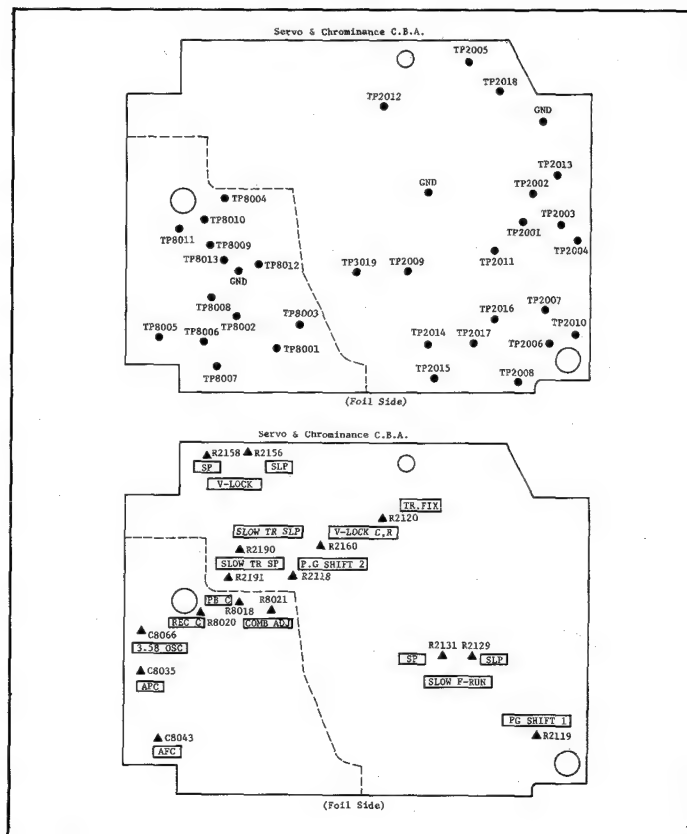 Servo & Chrominance C.B.A.
TP2005
TP2018
TP2012
GND
TP2013
TP2002
GND
TP8004
TP8010
TP2001
TP2003
TP8011
TP2004
TP8009
TP2011
TP8013
TP8012
GND
TP3019
TP2009
TP8008
TP2007
TP8002
TP8003
TP2016
TP8005
TP8006
TP2010
TP8001
TP2014
TP2017
TP2006
TP8007
TP2015
TP2008
(Foil Side)
Servo & Chrominance C.B.A.
R2158
R2156
SP
SLP
V-LOCK
TR.FIX
R2120
SLOW TR SLP
V-LOCK C,R
R2190
R2160
SLOW TR SP
P.G SHIFT 2
R2191
R2118
PB C
R8021
R8018
REC C
R8020
COMB ADJ
C8066
3.58 OSC
R2131
R2129
SP
SLP
C8035
APC
SLOW F-RUN
PG SHIFT 1
C8043
R2119
AFC
(Foil Side)